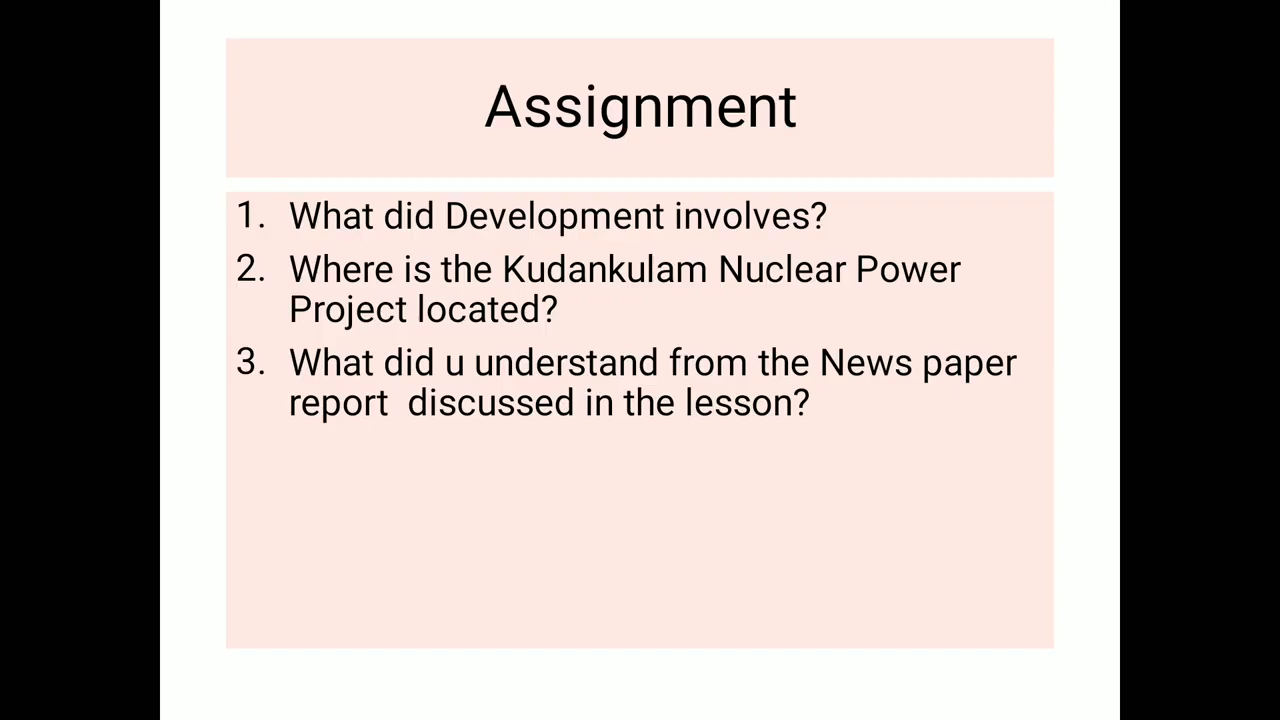 Assignment
1. What did Development involves?
2. Where is the Kudankulam Nuclear Power
Project located?
3. What did u understand from the News paper
report  discussed in the lesson?